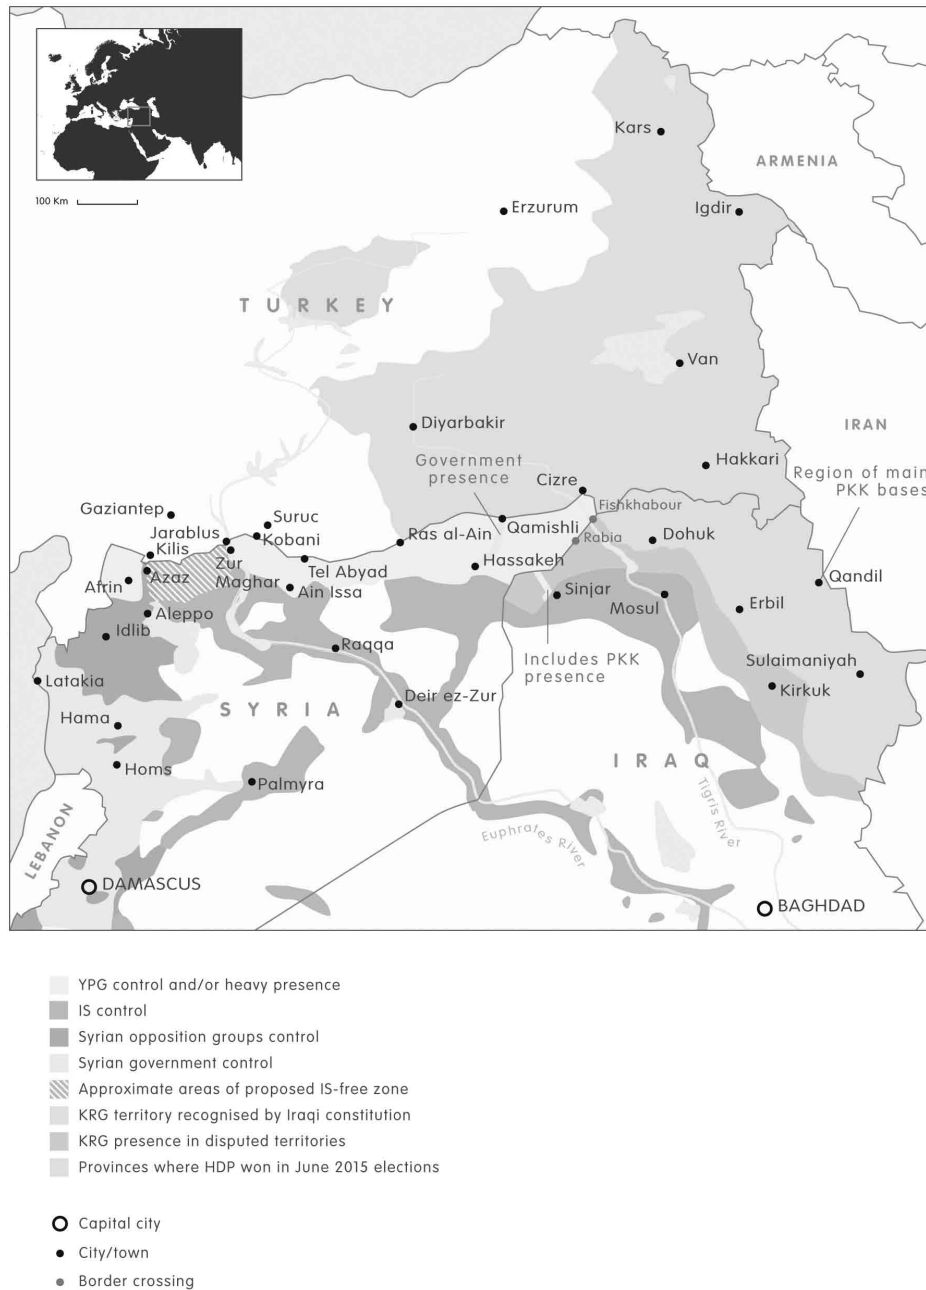 100 Km
Kars
ARMENIA
Erzurum
Igdir
TURKEY
Van
Diyarbakir
IRAN
Government
presence
Hakkari
Region of main
PKK bases
Cizre
Gaziantep
Suruc
Fishkhabour
Jarablus
Kobani
Ras al-Ain
Qamishli
Rabia
Dohuk
Kilis
Zur
Maghar
Tel Abyad
Hassakeh
Azaz
Afrin
Ain Issa
Sinjar
Mosul
Qandil
Erbil
Aleppo
Idlib
Raqqa
Includes PKK
presence
Sulaimaniyah
Latakia
Deir ez-Zur
Kirkuk
SYRIA
Hama
Homs
IRAQ
Palmyra
Tigris River
Euphrates River
LEBANON
DAMASCUS
BAGHDAD
YPG control and/or heavy presence
IS control
Syrian opposition groups control
Syrian government control
Approximate areas of proposed IS-free zone
KRG territory recognised by Iraqi constitution
KRG presence in disputed territories
Provinces where HDP won in June 2015 elections
Capital city
City/town
Border crossing